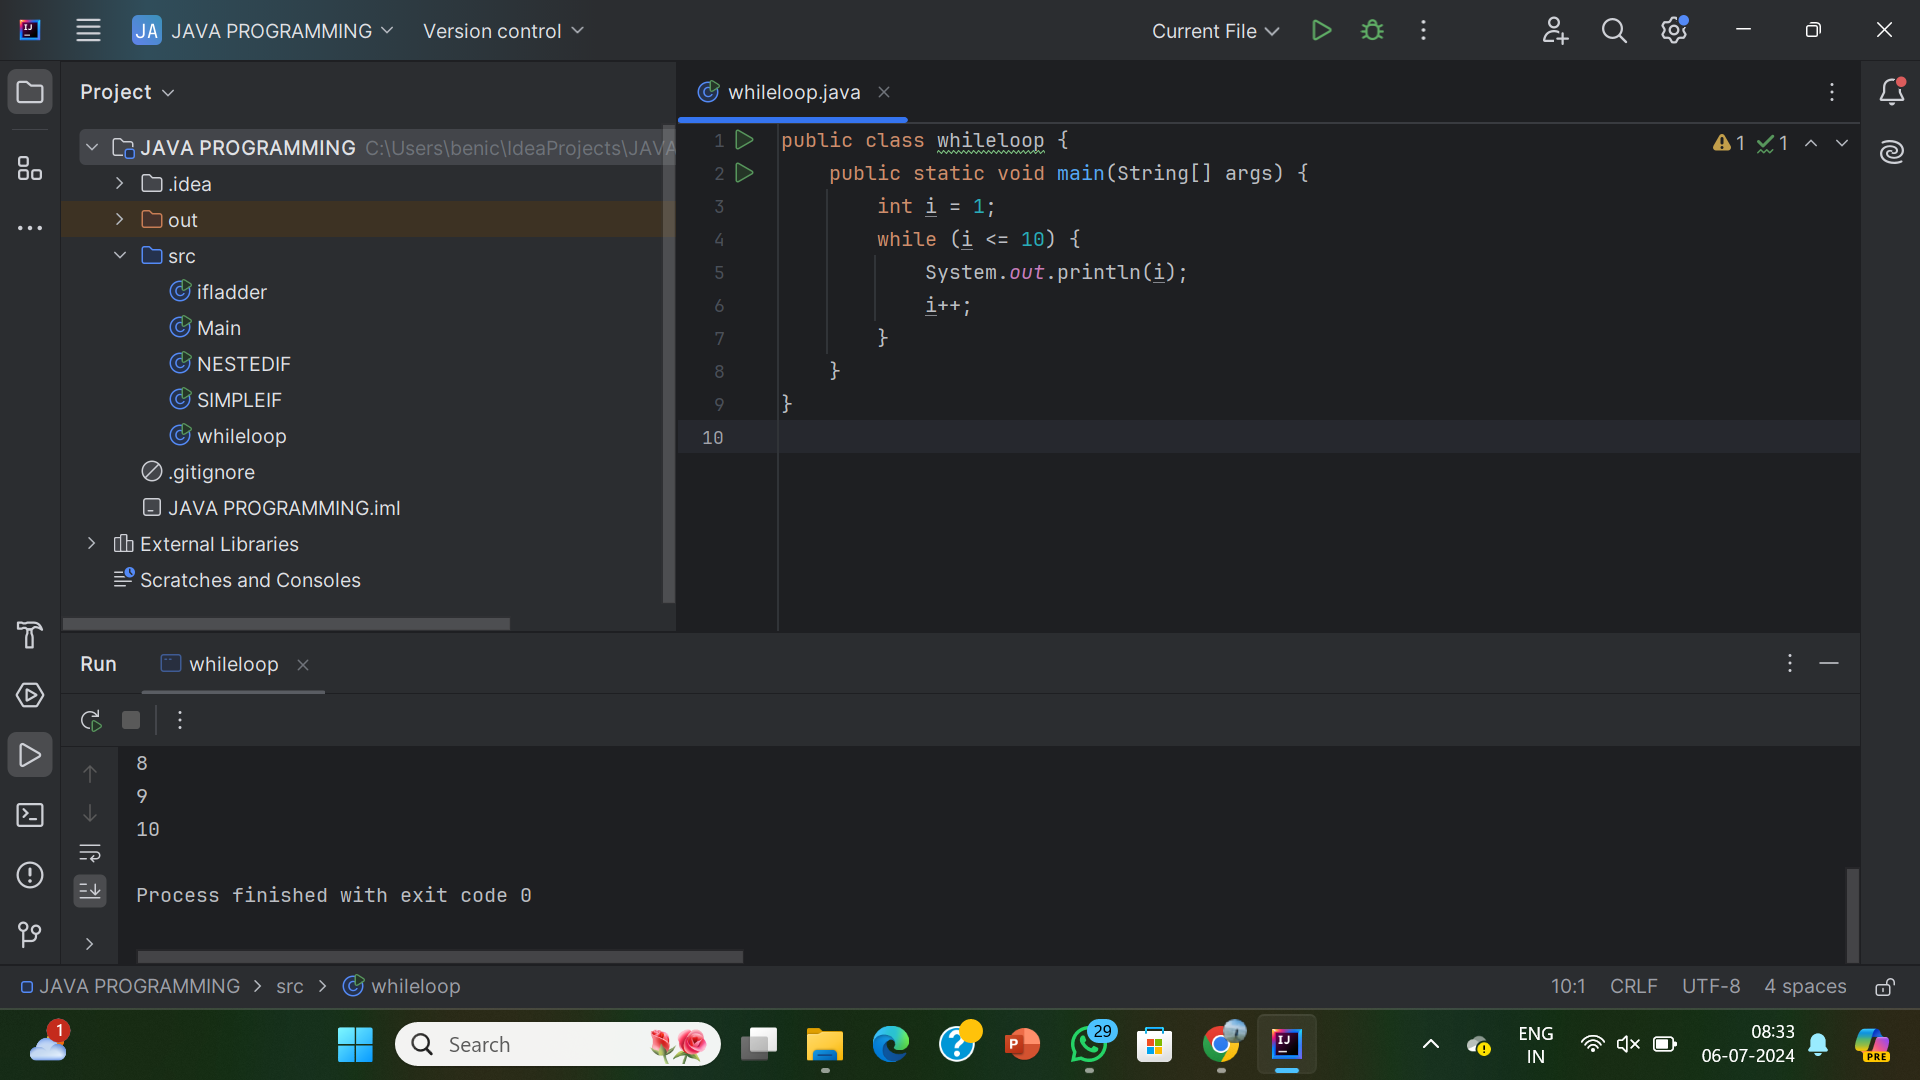 JA JAVA PROGRAMMING Version control Current File
Project
JAVA PROGRAMMING C:\Users\benic\IdeaProjects\JAVA
.idea
out
src
ifladder
Main
NESTEDIF
SIMPLEIF
whileloop
.gitignore
JAVA PROGRAMMING.iml
External Libraries
Scratches and Consoles
whileloop.java
1 public class whileloop {
2 public static void main(String[] args) {
3 int i = 1;
4 while (i <= 10) {
5 System.out.println(i);
6 i++;
7 }
8 }
9 }
10
1 1
Run whileloop
8
9
10
Process finished with exit code 0
JAVA PROGRAMMING > src > whileloop
10:1 CRLF UTF-8 4 spaces
1
Search
P
29
IJ
ENG
IN
08:33
06-07-2024
PRE